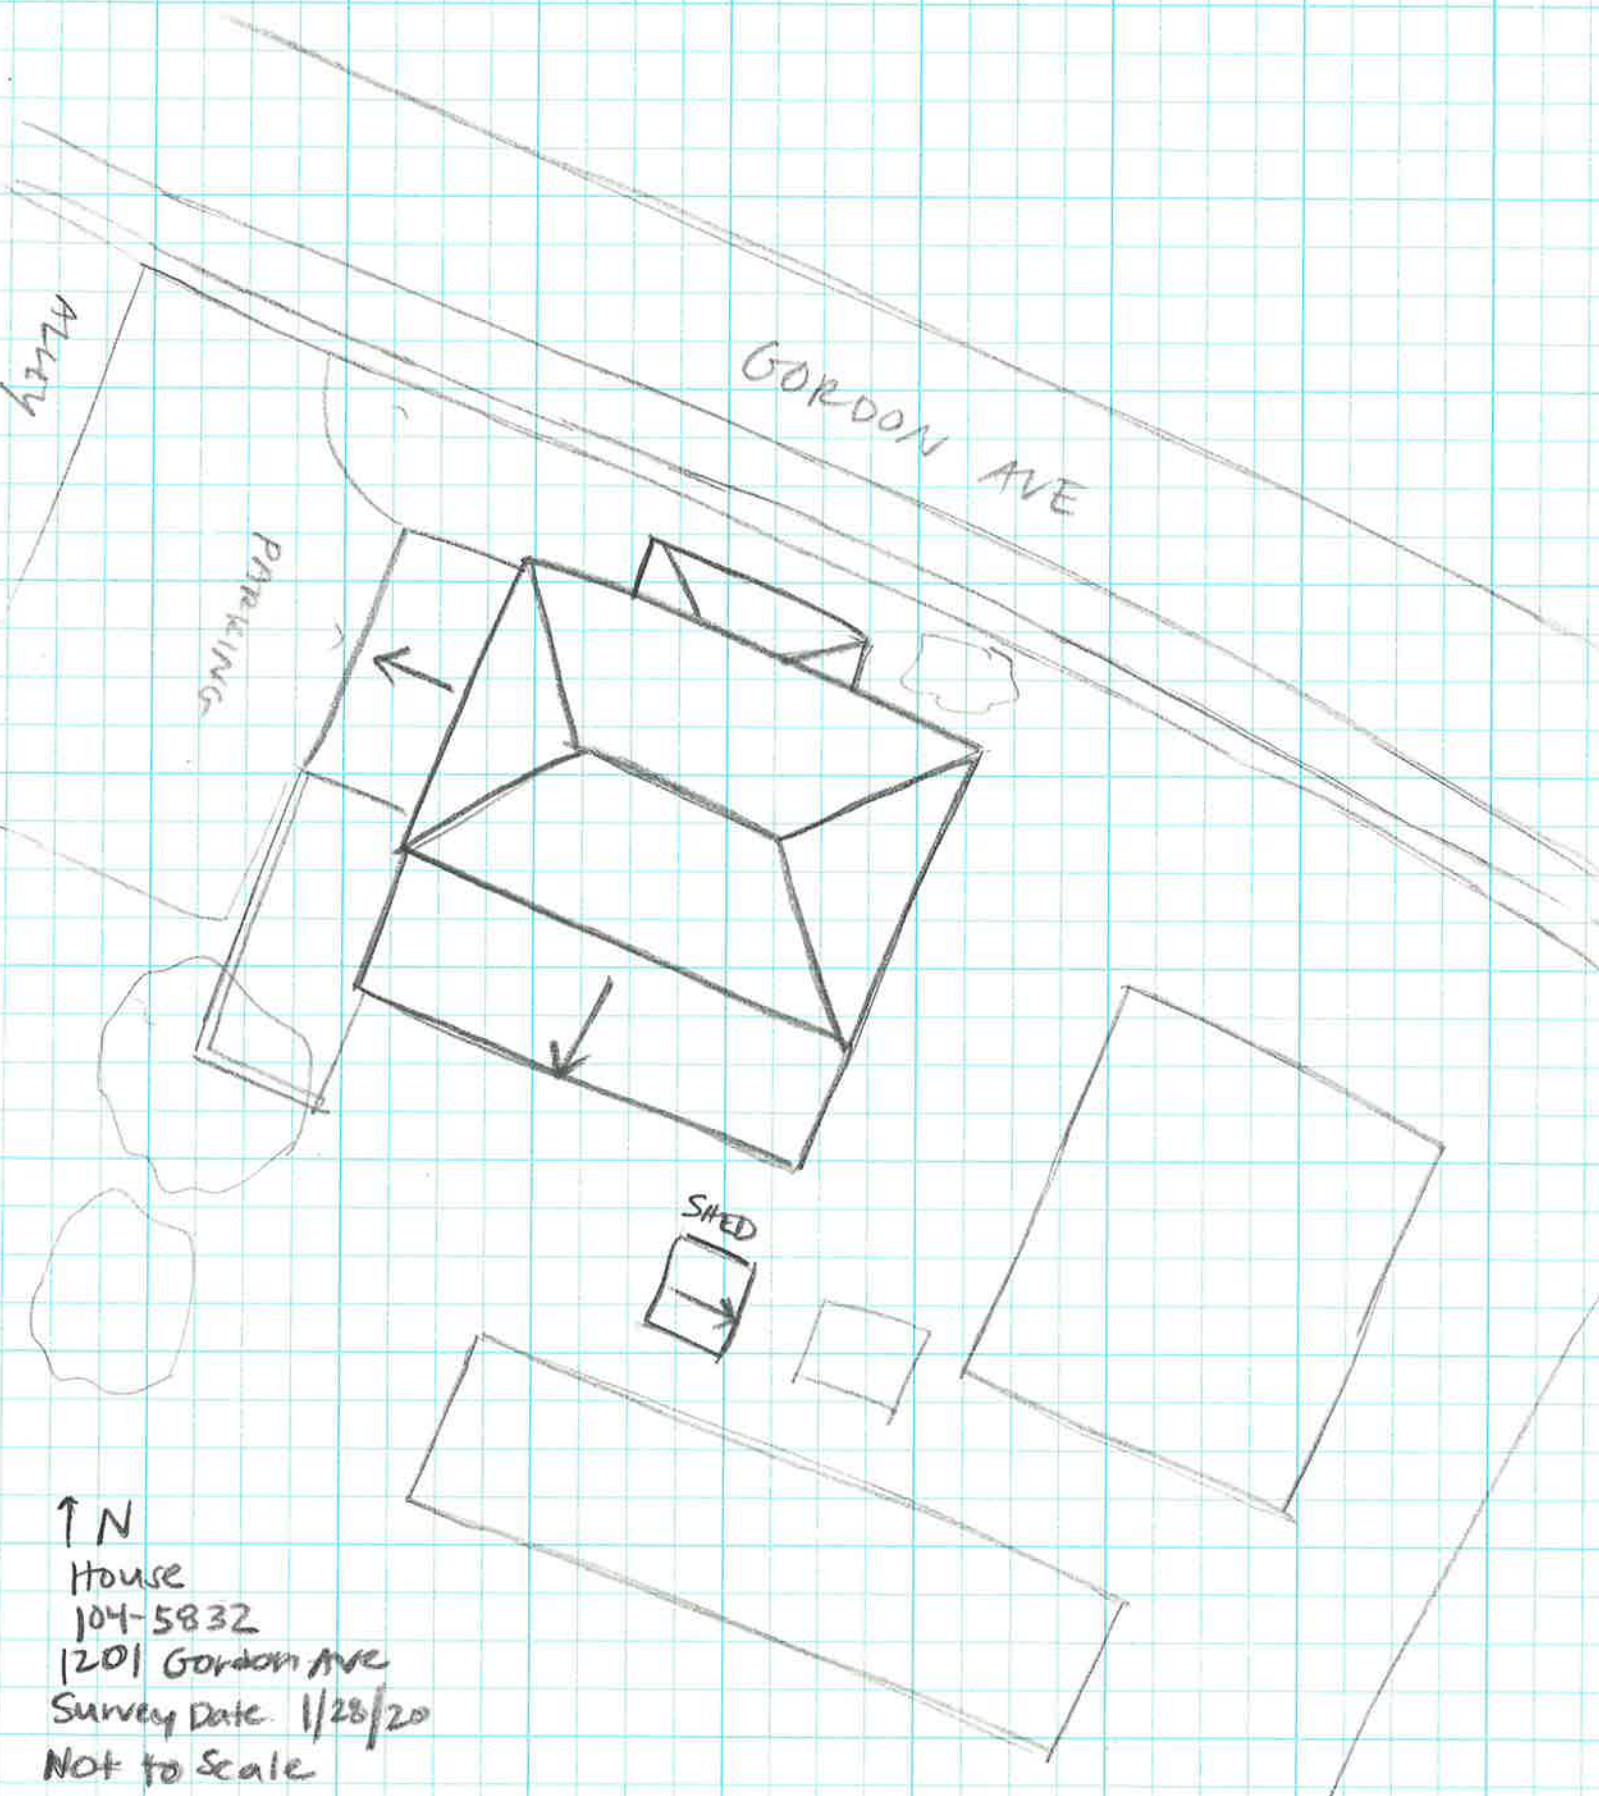 GORDON AVE
ALLEY
PARKING
SHED
↑ N
House
104-5832
1201 Gordon Ave
Survey Date 1/28/20
Not to Scale